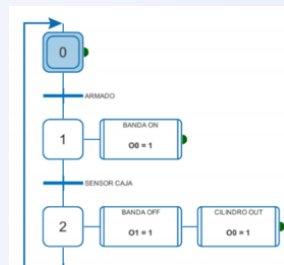 0
ARMADO
1
BANDA ON
O0 = 1
SENSOR CAJA
2
BANDA OFF
O1 = 1
CILINDRO OUT
O0 = 1